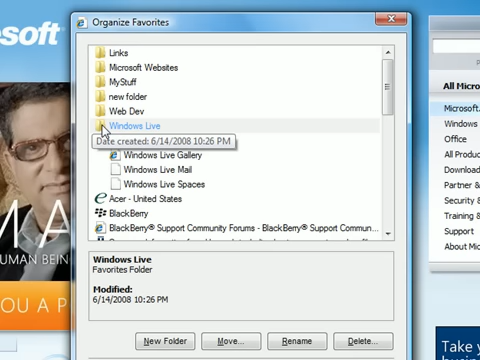 osoft
Organize Favorites
Links
Microsoft Websites
MyStuff
new folder
Web Dev
Windows Live
Date created: 6/14/2008 10:26 PM
Windows Live Gallery
Windows Live Mail
Windows Live Spaces
Acer - United States
BlackBerry
BlackBerry® Support Community Forums - BlackBerry® Support Commun
Windows Live
Favorites Folder
Modified:
6/14/2008 10:26 PM
New Folder
Move...
Rename
Delete...
MA
UMAN BEIN
OU A P
All Micro
Microsoft.
Windows
Office
All Produc
Download
Partner &
Security &
Training &
Support
About Mic
Take y